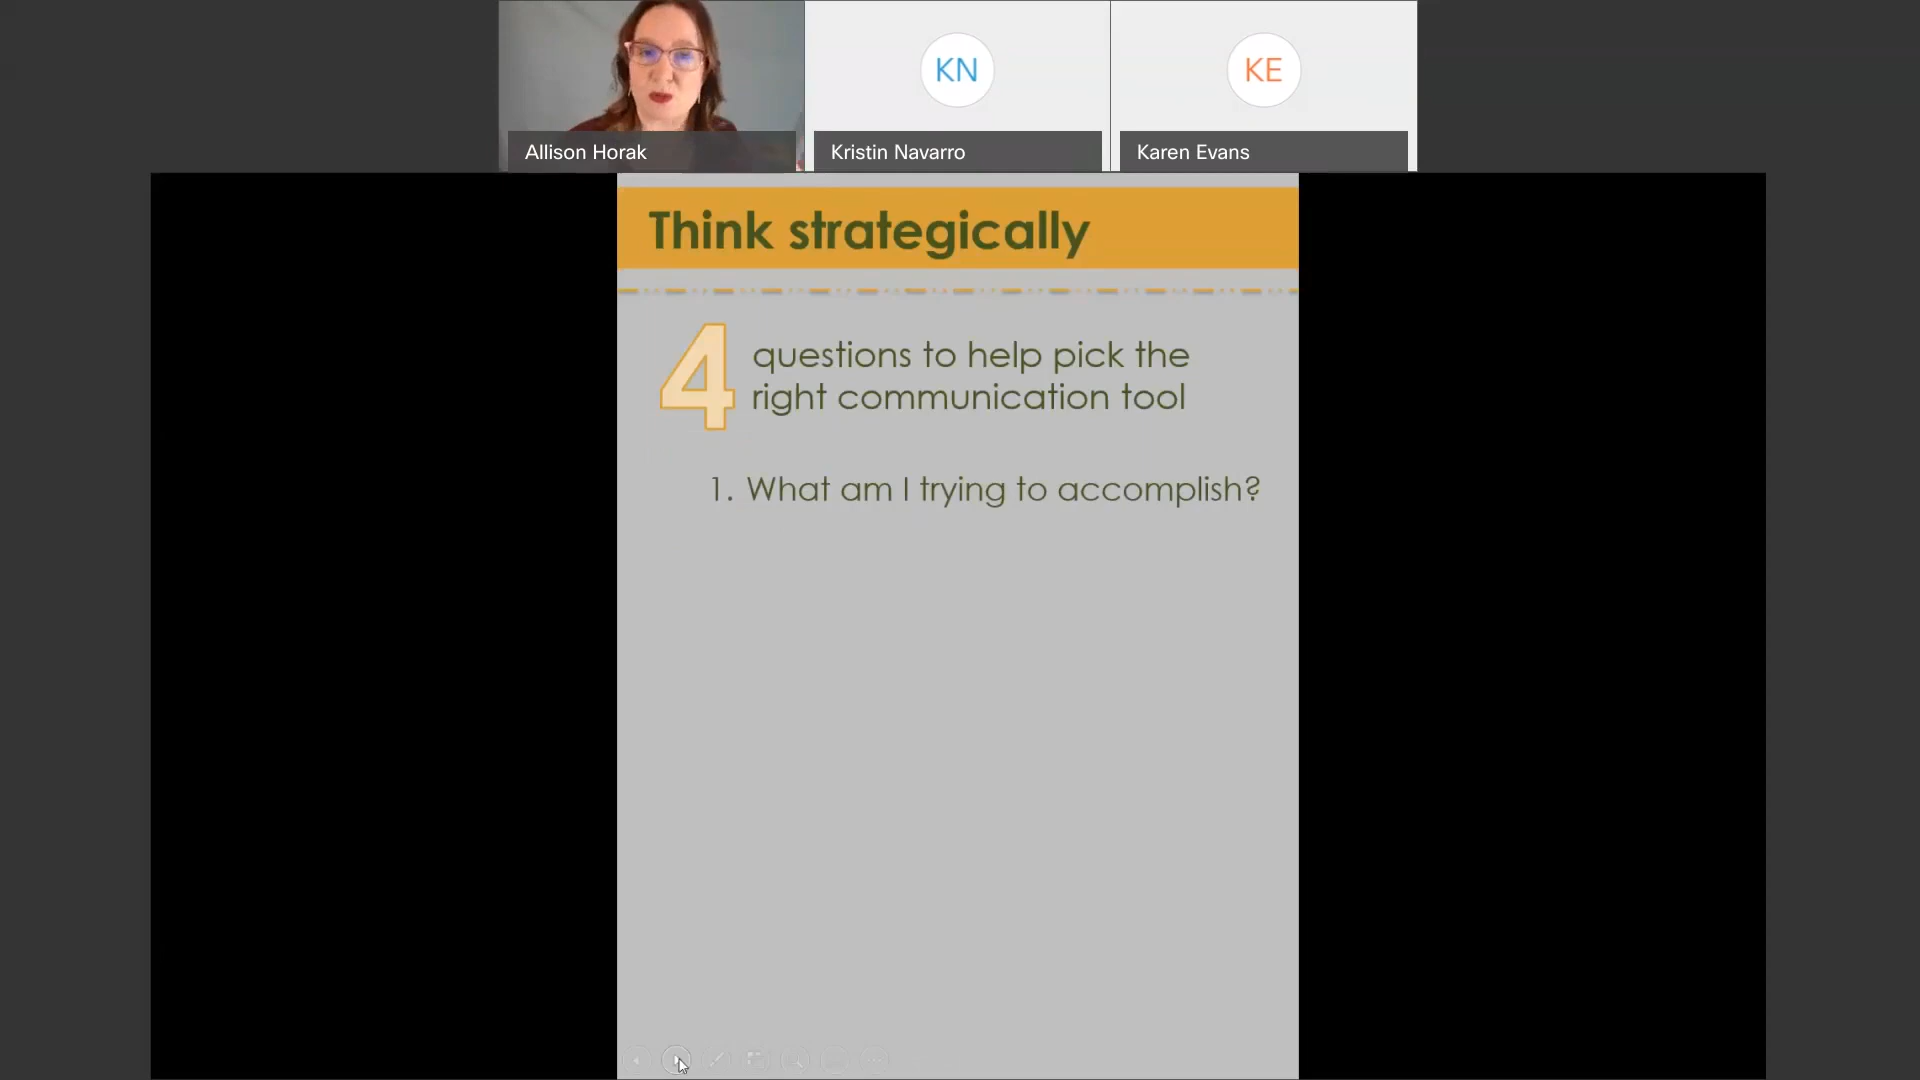 KN
KE
Allison Horak
Kristin Navarro
Karen Evans
Think strategically
4 questions to help pick the
right communication tool
1. What am I trying to accomplish?